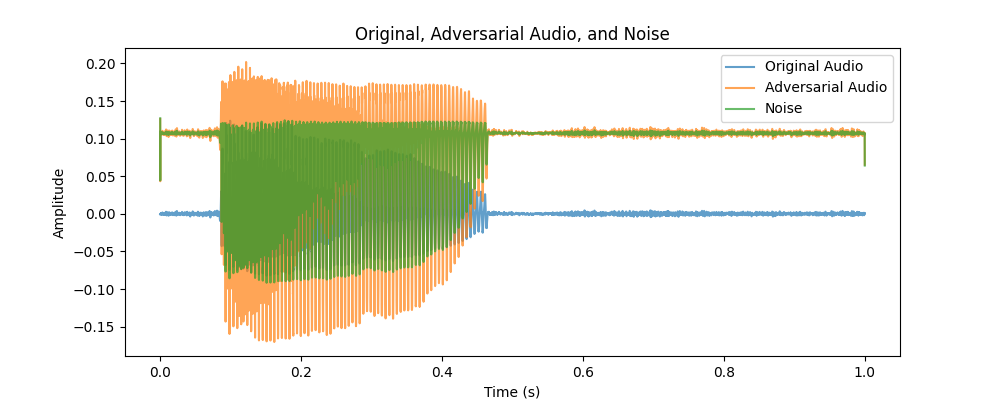 Original, Adversarial Audio, and Noise
Original Audio
Adversarial Audio
Noise
0.20
0.15
0.10
0.05
0.00
−0.05
−0.10
−0.15
Amplitude
0.0
0.2
0.4
0.6
0.8
1.0
Time (s)